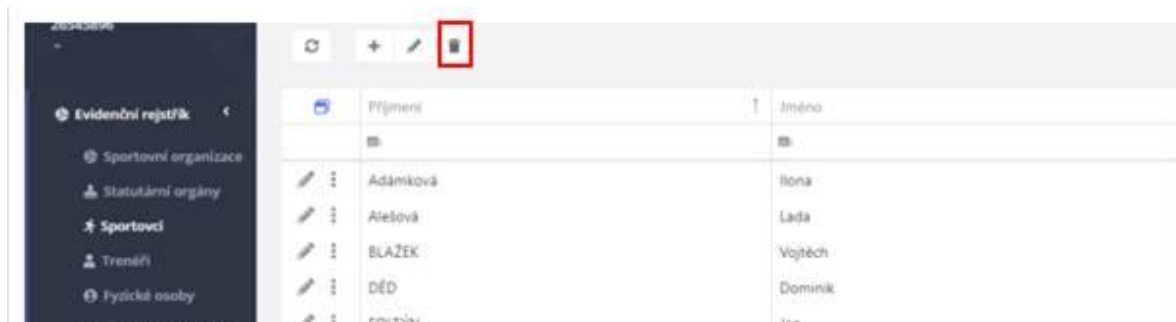 Evidenční rejstřík
Sportovní organizace
Statutární orgány
Sportovci
Trenéři
Fyzické osoby
Příjmení Jméno
Adámková Ilona
Alešová Lada
BLAŽEK Vojtěch
DĚD Dominik